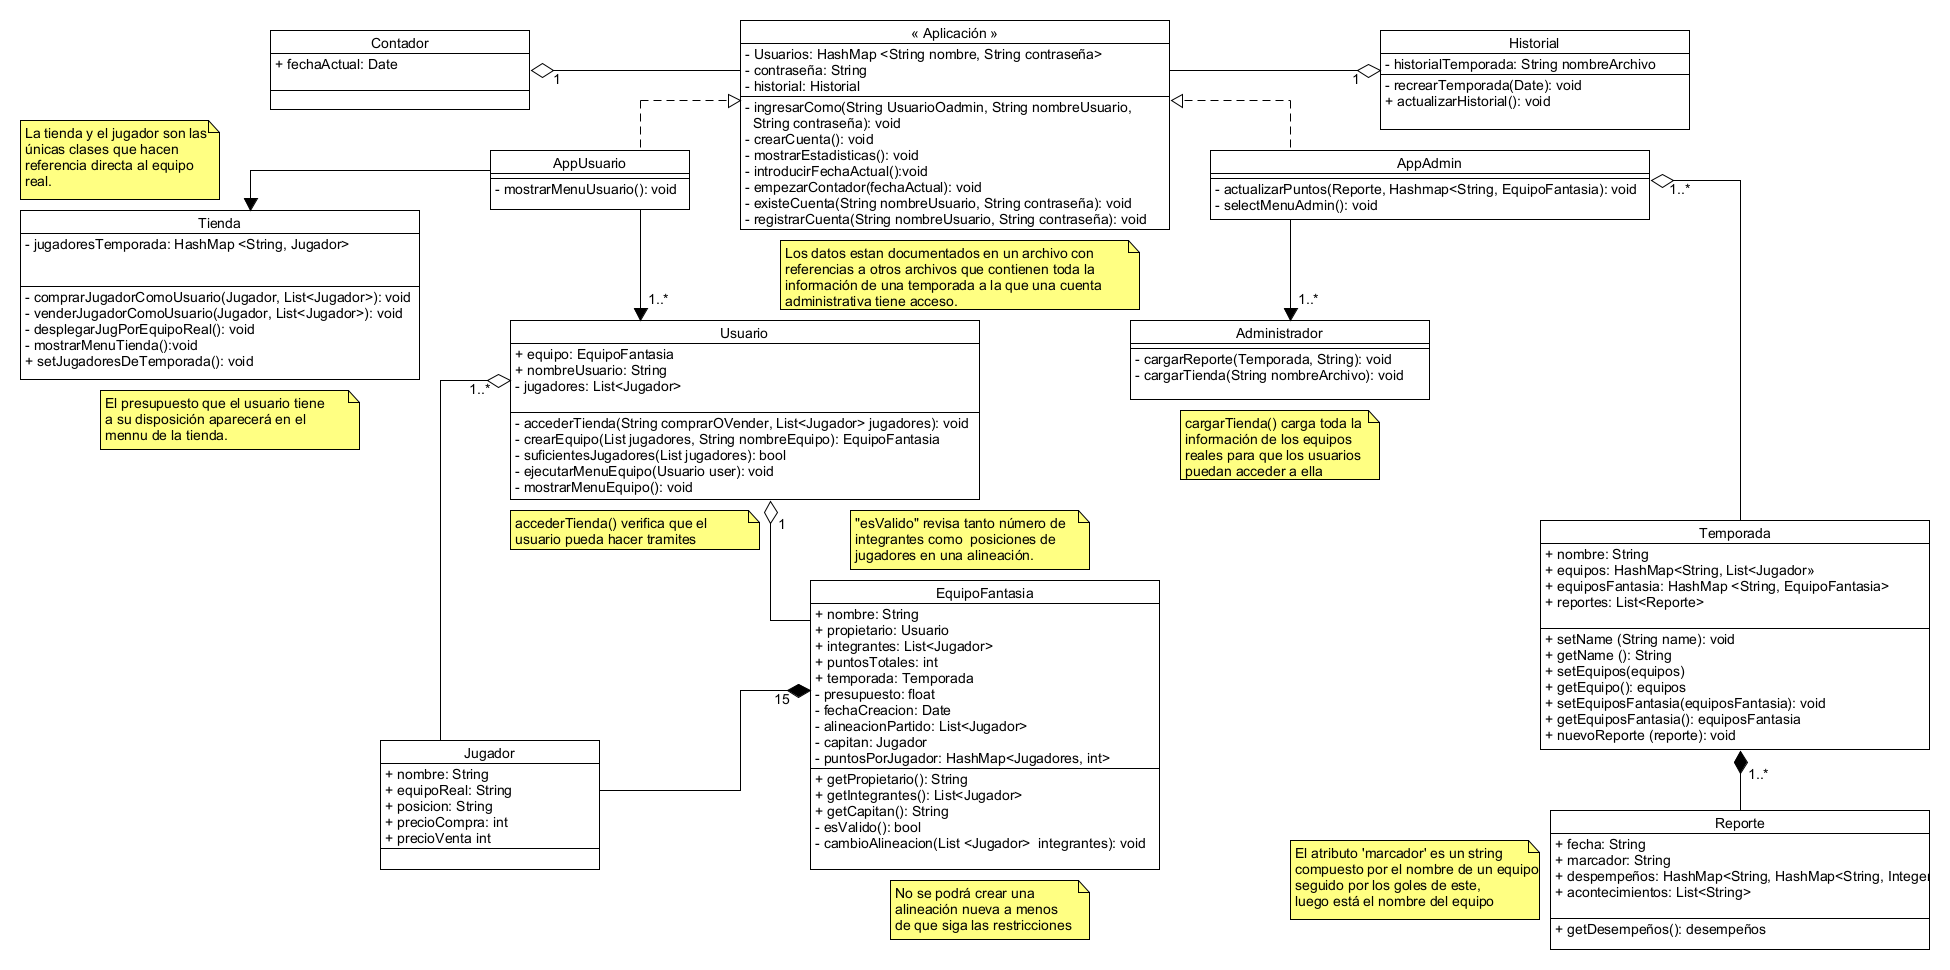 Contador
+ fechaActual: Date
1
« Aplicación »
- Usuarios: HashMap <String nombre, String contraseña>
- contraseña: String
- historial: Historial
- ingresarComo(String UsuarioOadmin, String nombreUsuario,
String contraseña): void
- crearCuenta(): void
- mostrarEstadisticas(): void
- introducirFechaActual():void
- empezarContador(fechaActual): void
- existeCuenta(String nombreUsuario, String contraseña): void
- registrarCuenta(String nombreUsuario, String contraseña): void
1
Historial
- historialTemporada: String nombreArchivo
- recrearTemporada(Date): void
+ actualizarHistorial(): void
La tienda y el jugador son las
únicas clases que hacen
referencia directa al equipo
real.
AppUsuario
- mostrarMenuUsuario(): void
AppAdmin
- actualizarPuntos(Reporte, Hashmap<String, EquipoFantasia): void
- selectMenuAdmin(): void
1..*
Tienda
- jugadoresTemporada: HashMap <String, Jugador>
- comprarJugadorComoUsuario(Jugador, List<Jugador>): void
- venderJugadorComoUsuario(Jugador, List<Jugador>): void
- desplegarJugPorEquipoReal(): void
- mostrarMenuTienda():void
+ setJugadoresDeTemporada(): void
Los datos estan documentados en un archivo con
referencias a otros archivos que contienen toda la
información de una temporada a la que una cuenta
administrativa tiene acceso.
1..*
1..*
Usuario
+ equipo: EquipoFantasia
+ nombreUsuario: String
- jugadores: List<Jugador>
- accederTienda(String comprarOVender, List<Jugador> jugadores): void
- crearEquipo(List jugadores, String nombreEquipo): EquipoFantasia
- suficientesJugadores(List jugadores): bool
- ejecutarMenuEquipo(Usuario user): void
- mostrarMenuEquipo(): void
1..*
Administrador
- cargarReporte(Temporada, String): void
- cargarTienda(String nombreArchivo): void
El presupuesto que el usuario tiene
a su disposición aparecerá en el
mennu de la tienda.
cargarTienda() carga toda la
información de los equipos
reales para que los usuarios
puedan acceder a ella
accederTienda() verifica que el
usuario pueda hacer tramites
1
"esValido" revisa tanto número de
integrantes como  posiciones de
jugadores en una alineación.
Temporada
+ nombre: String
+ equipos: HashMap<String, List<Jugador»
+ equiposFantasia: HashMap <String, EquipoFantasia>
+ reportes: List<Reporte>
+ setName (String name): void
+ getName (): String
+ setEquipos(equipos)
+ getEquipo(): equipos
+ setEquiposFantasia(equiposFantasia): void
+ getEquiposFantasia(): equiposFantasia
+ nuevoReporte (reporte): void
1..*
EquipoFantasia
+ nombre: String
+ propietario: Usuario
+ integrantes: List<Jugador>
+ puntosTotales: int
+ temporada: Temporada
- presupuesto: float
- fechaCreacion: Date
- alineacionPartido: List<Jugador>
- capitan: Jugador
- puntosPorJugador: HashMap<Jugadores, int>
+ getPropietario(): String
+ getIntegrantes(): List<Jugador>
+ getCapitan(): String
- esValido(): bool
- cambioAlineacion(List <Jugador>  integrantes): void
15
Jugador
+ nombre: String
+ equipoReal: String
+ posicion: String
+ precioCompra: int
+ precioVenta int
No se podrá crear una
alineación nueva a menos
de que siga las restricciones
El atributo 'marcador' es un string
compuesto por el nombre de un equipo
seguido por los goles de este,
luego está el nombre del equipo
Reporte
+ fecha: String
+ marcador: String
+ despempeños: HashMap<String, HashMap<String, Integer
+ acontecimientos: List<String>
+ getDesempeños(): desempeños